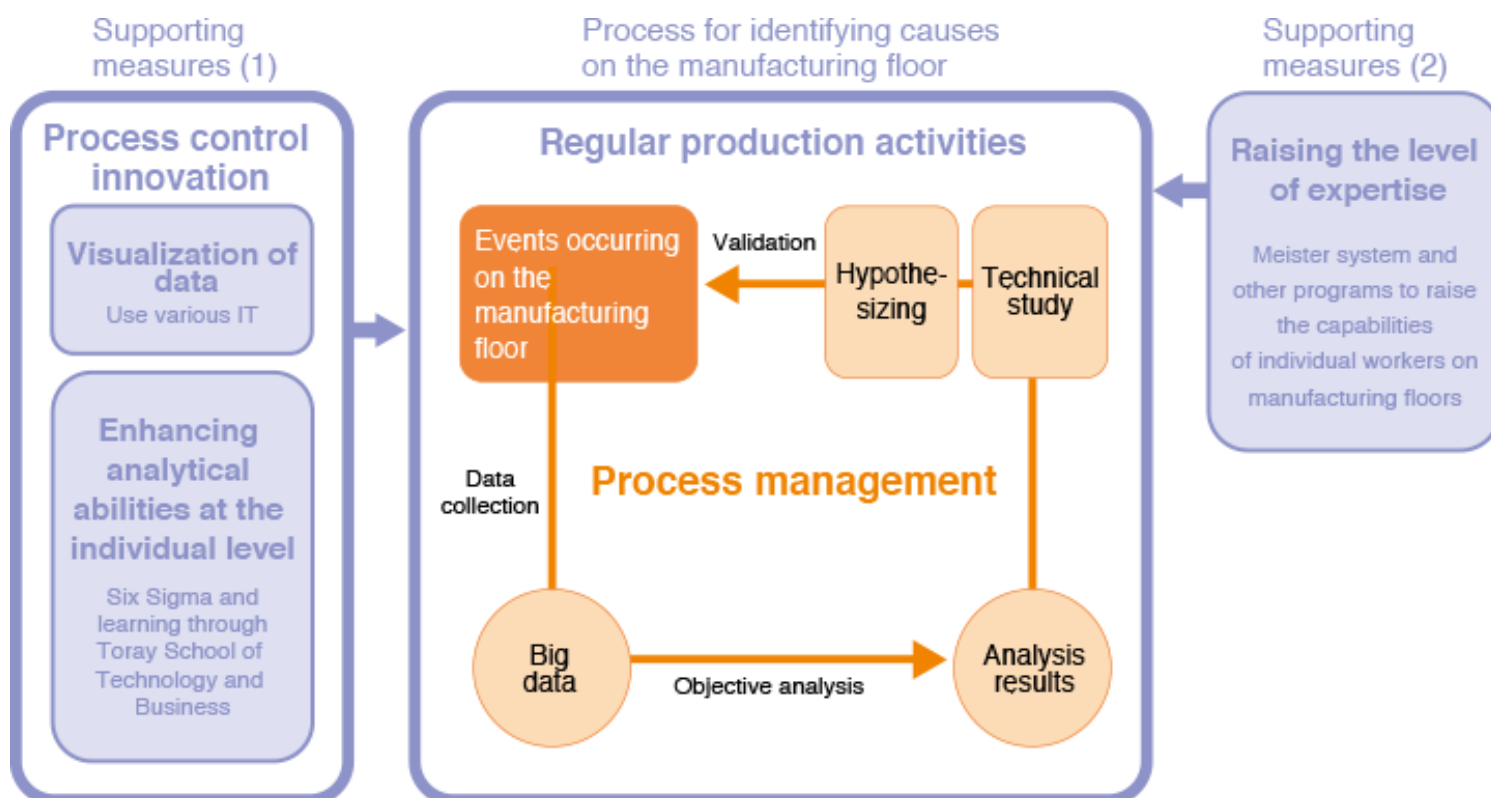 Supporting
measures (1)
Process control
innovation
Visualization of
data
Use various IT
Enhancing
analytical
abilities at the
individual level
Six Sigma and
learning through
Toray School of
Technology and
Business
Process for identifying causes
on the manufacturing floor
Regular production activities
Events occurring
on the
manufacturing
floor
Validation
Hypothe-
sizing
Technical
study
Data
collection
Process management
Big
data
Objective analysis
Analysis
results
Supporting
measures (2)
Raising the level
of expertise
Meister system and
other programs to raise
the capabilities
of individual workers on
manufacturing floors